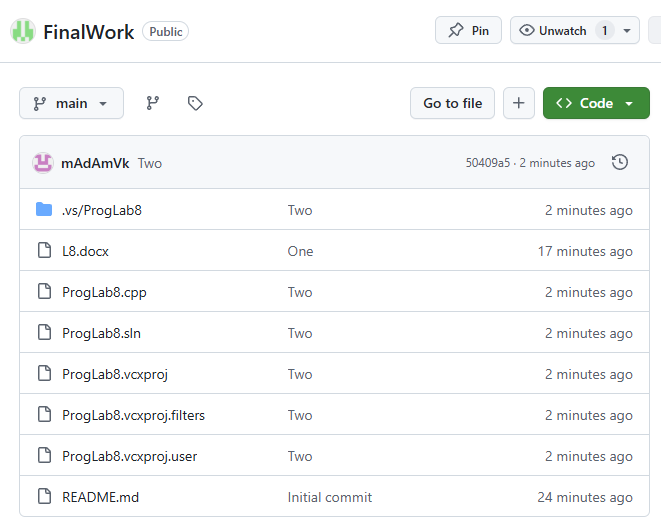 FinalWork Public Pin Unwatch 1
main Go to file Code
mAdAmVk Two 50409a5 · 2 minutes ago
.vs/ProgLab8 Two 2 minutes ago
L8.docx One 17 minutes ago
ProgLab8.cpp Two 2 minutes ago
ProgLab8.sln Two 2 minutes ago
ProgLab8.vcxproj Two 2 minutes ago
ProgLab8.vcxproj.filters Two 2 minutes ago
ProgLab8.vcxproj.user Two 2 minutes ago
README.md Initial commit 24 minutes ago